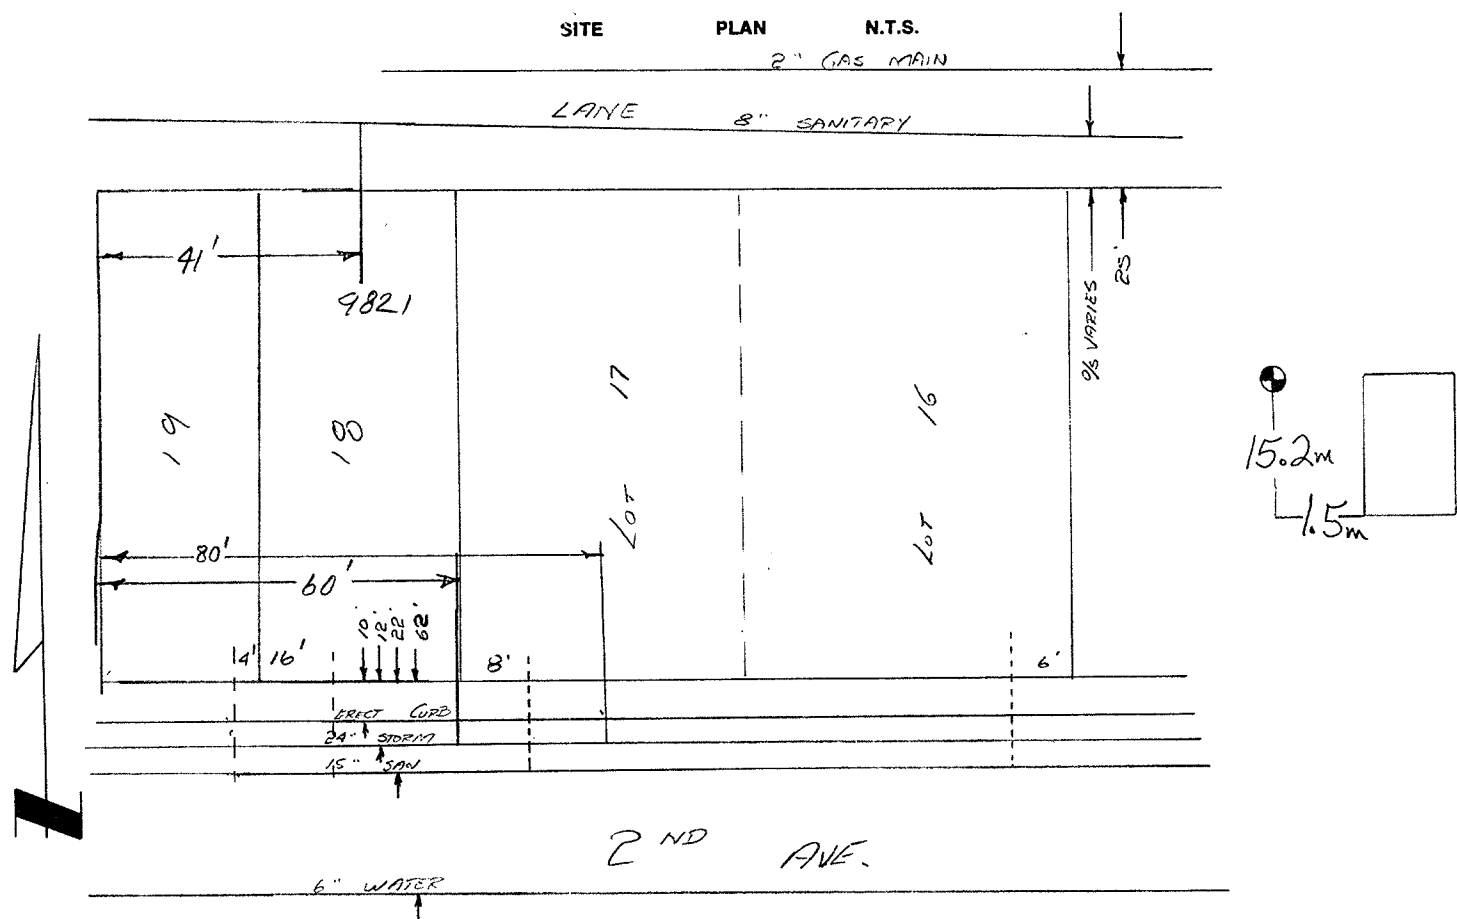 SITE PLAN N.T.S.
2" GAS MAIN
LANE
8" SANITARY
41'
9821
25'
O/S VARIES
19
18
LOT 17
LOT 16
15.2m
1.5m
80'
60'
10'
12'
22'
62'
4'
16'
8'
6'
ERECT CURB
24" STORM
15" SAN
2ND AVE.
6" WATER